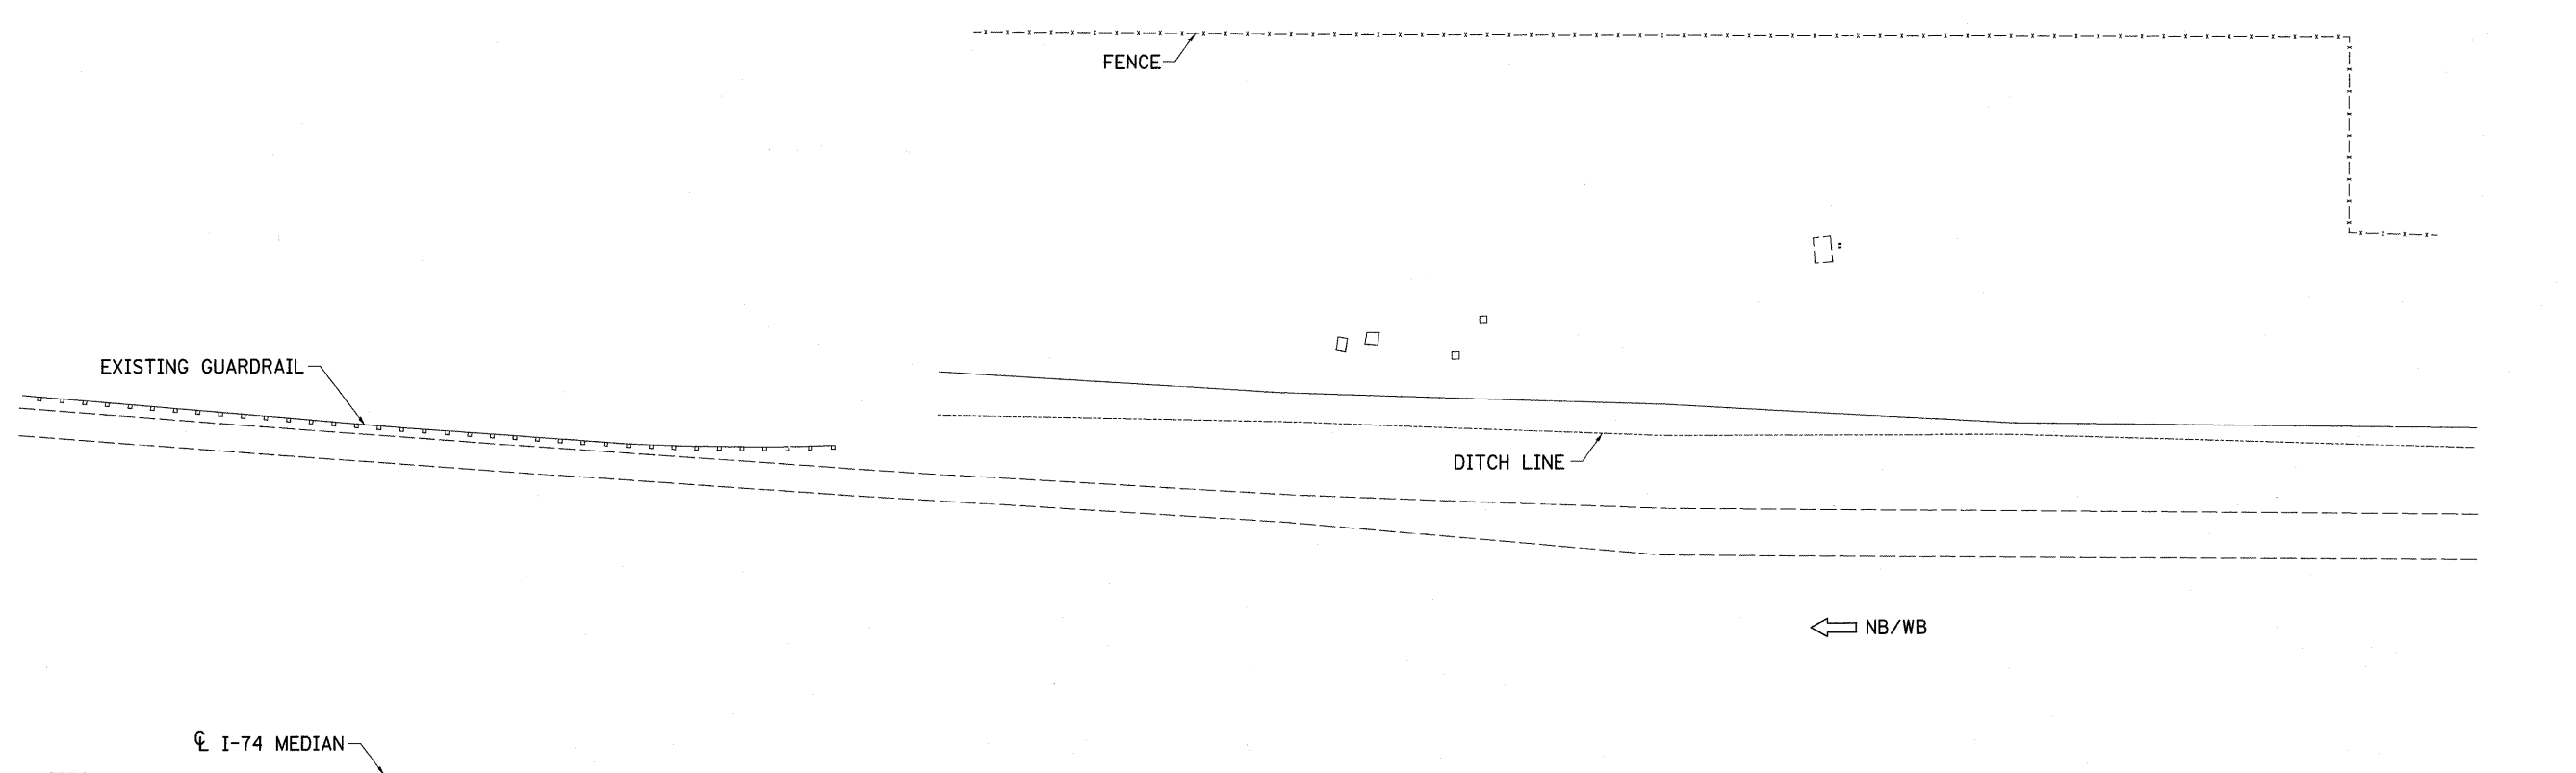 FENCE
EXISTING GUARDRAIL
DITCH LINE
NB/WB
℄ I-74 MEDIAN